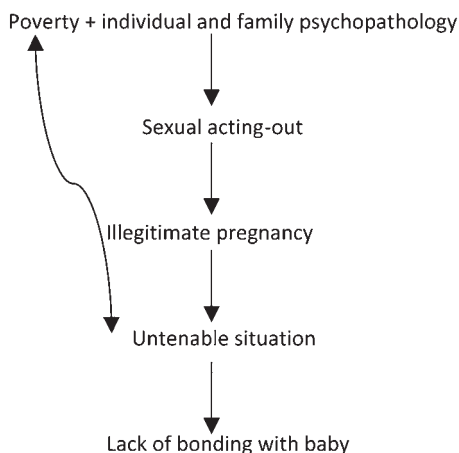 Poverty + individual and family psychopathology
Sexual acting-out
Illegitimate pregnancy
Untenable situation
Lack of bonding with baby